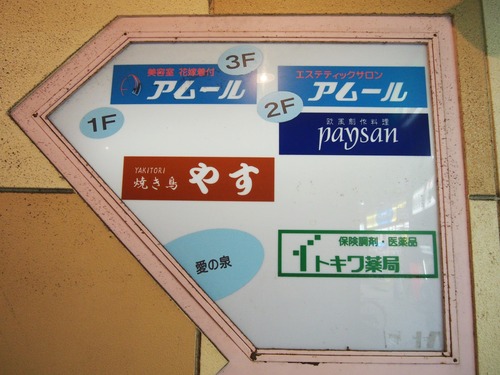 3F
美容室 花嫁着付
アムール
エステティックサロン
アムール
2F
欧風創作料理
paysan
1F
YAKITORI
焼き鳥 やす
愛の泉
保険調剤・医薬品
トキワ薬局